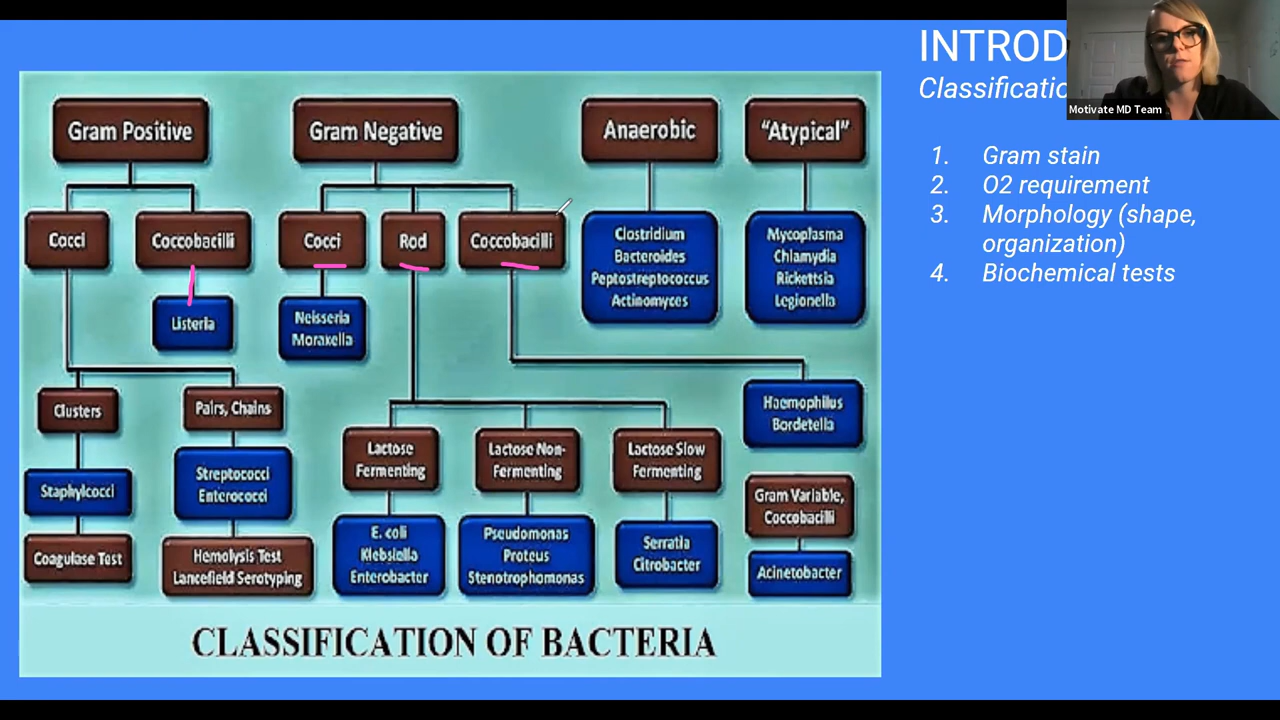 INTROD
Classificatio
Motivate MD Team
1. Gram stain
2. O2 requirement
3. Morphology (shape,
organization)
4. Biochemical tests
Gram Positive
Gram Negative
Anaerobic
“Atypical”
Cocci
Coccobacilli
Cocci
Rod
Coccobacilli
Clostridium
Bacteroides
Peptostreptococcus
Actinomyces
Mycoplasma
Chlamydia
Rickettsia
Legionella
Listeria
Neisseria
Moraxella
Clusters
Pairs, Chains
Haemophilus
Bordetella
Lactose
Fermenting
Lactose Non-
Fermenting
Lactose Slow
Fermenting
Staphylcocci
Streptococci
Enterococci
Gram Variable,
Coccobacilli
Coagulase Test
Hemolysis Test
Lancefield Serotyping
E. coli
Klebsiella
Enterobacter
Pseudomonas
Proteus
Stenotrophomonas
Serratia
Citrobacter
Acinetobacter
CLASSIFICATION OF BACTERIA